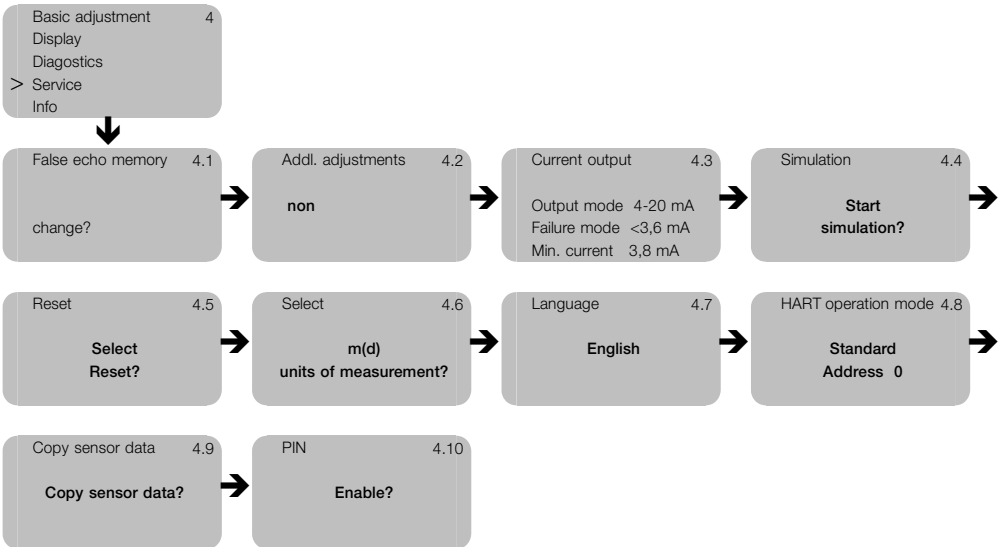 Basic adjustment 4
Display
Diagostics
> Service
Info
False echo memory 4.1
change?
Addl. adjustments 4.2
non
Current output 4.3
Output mode 4-20 mA
Failure mode <3,6 mA
Min. current 3,8 mA
Simulation 4.4
Start
simulation?
Reset 4.5
Select
Reset?
Select 4.6
m(d)
units of measurement?
Language 4.7
English
HART operation mode 4.8
Standard
Address 0
Copy sensor data 4.9
Copy sensor data?
PIN 4.10
Enable?